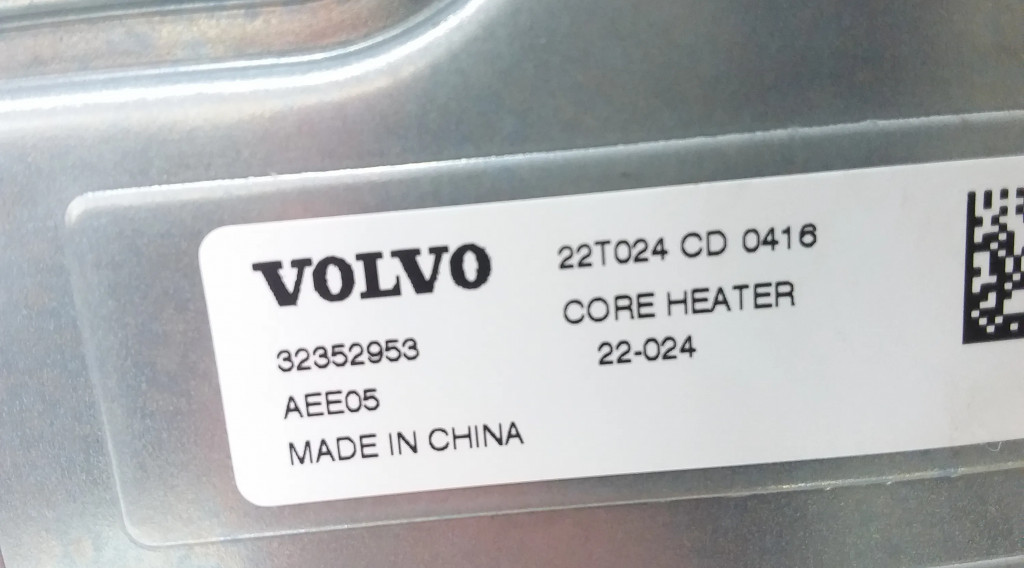 VOLVO
32352953
AEE05
MADE IN CHINA
22T024 CD 0416
CORE HEATER
22-024